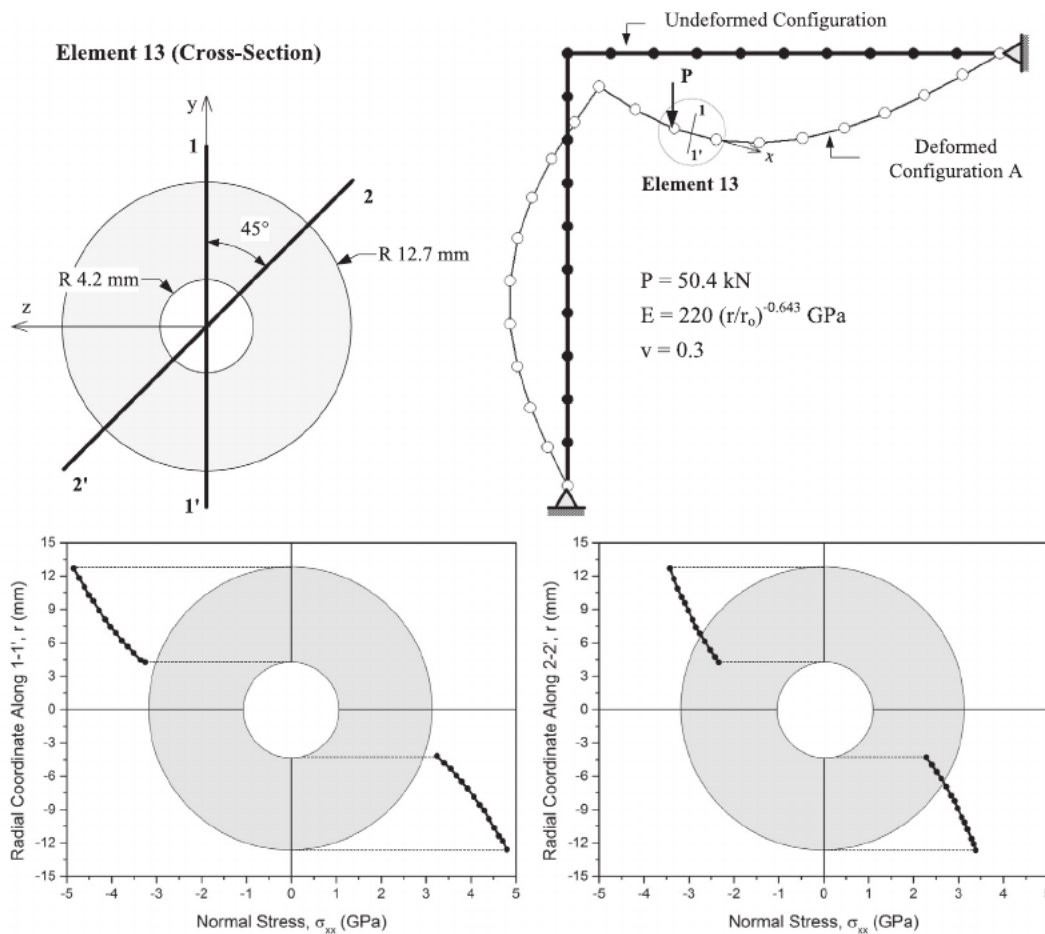 Element 13 (Cross-Section)
y
1
2
45°
R 12.7 mm
R 4.2 mm
z
2'
1'
Undeformed Configuration
P
1
1'
x
Element 13
Deformed
Configuration A
P = 50.4 kN
E = 220 (r/rₒ)⁻⁰·⁶⁴³ GPa
v = 0.3
Radial Coordinate Along 1-1', r (mm)
15
12
9
6
3
0
-3
-6
-9
-12
-15
-5 -4 -3 -2 -1 0 1 2 3 4 5
Normal Stress, σxx (GPa)
Radial Coordinate Along 2-2', r (mm)
15
12
9
6
3
0
-3
-6
-9
-12
-15
-5 -4 -3 -2 -1 0 1 2 3 4 5
Normal Stress, σxx (GPa)